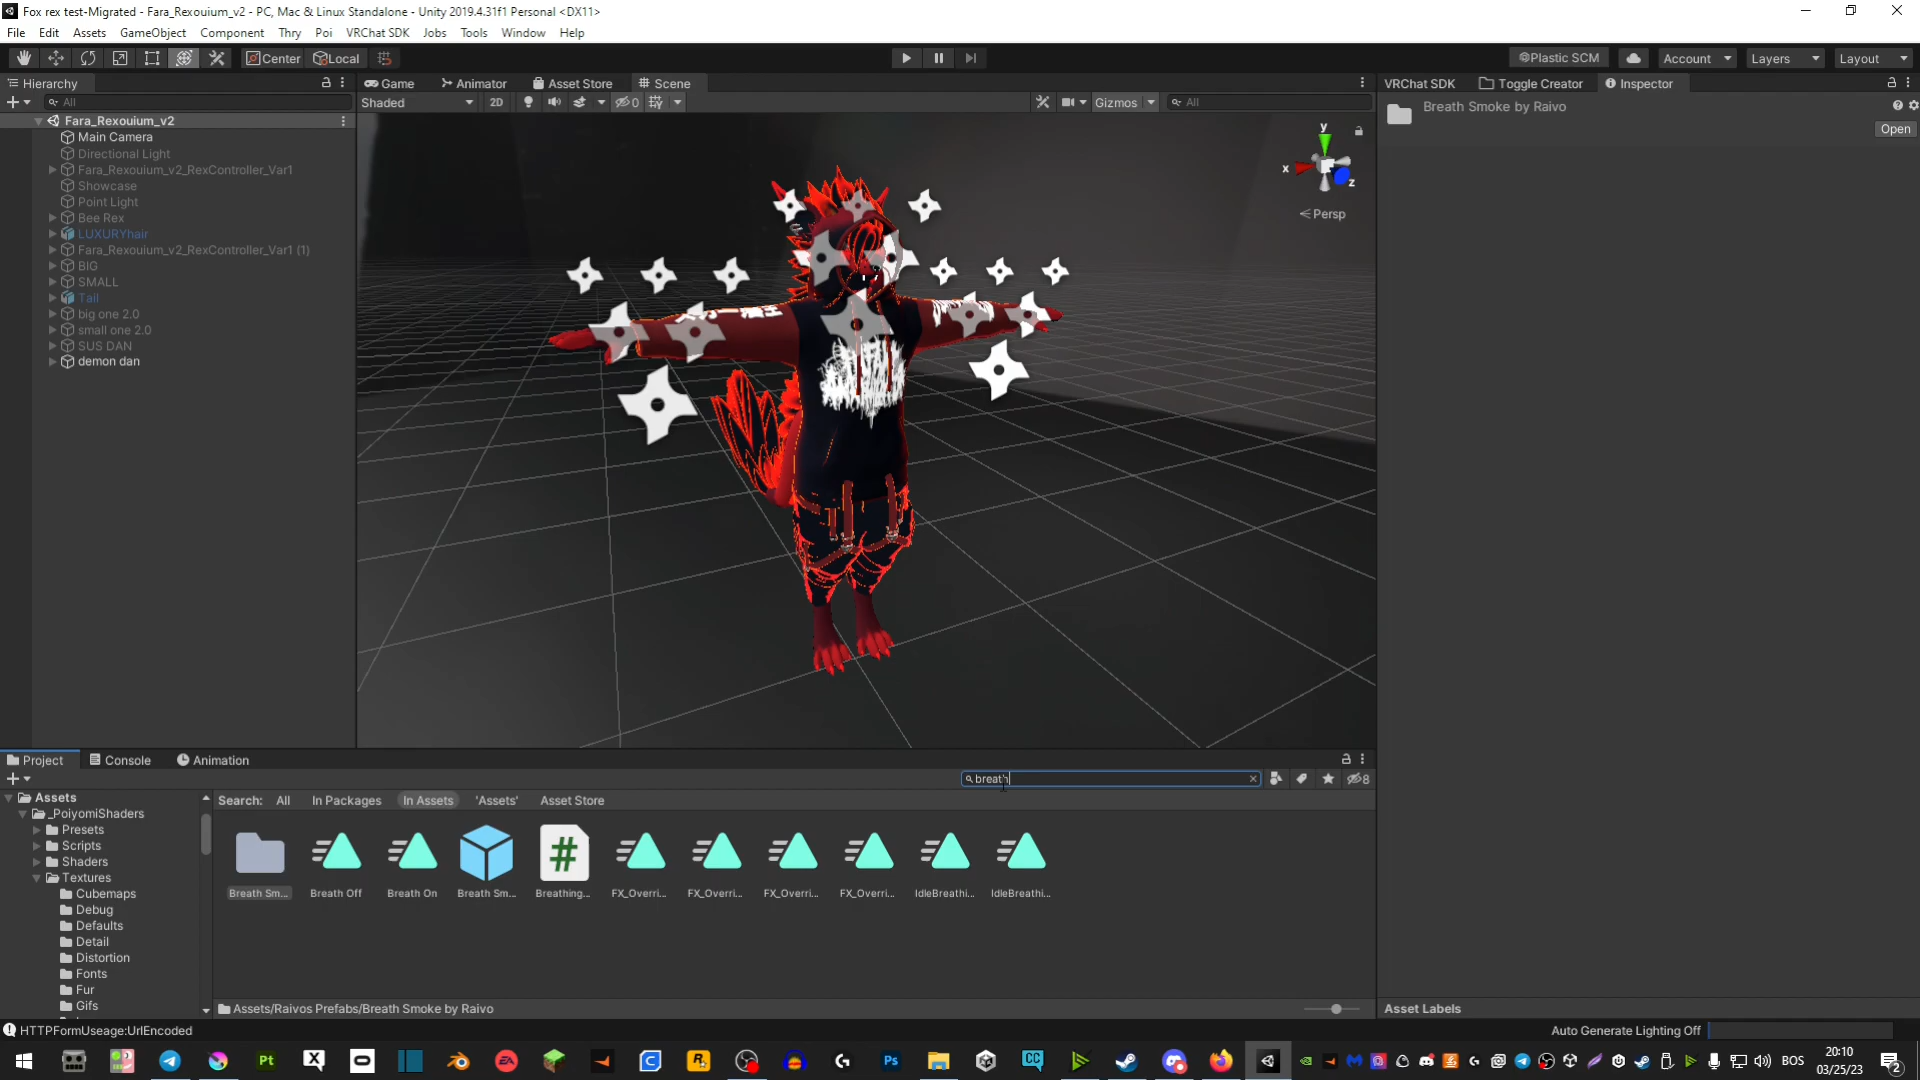 Fox rex test-Migrated - Fara_Rexouium_v2 - PC, Mac & Linux Standalone - Unity 2019.4.31f1 Personal <DX11>
File Edit Assets GameObject Component Thry Poi VRChat SDK Jobs Tools Window Help
Center Local Plastic SCM Account Layers Layout
Hierarchy Game Animator Asset Store Scene VRChat SDK Toggle Creator Inspector
All Shaded 2D 0 Gizmos All Breath Smoke by Raivo
Open
Fara_Rexouium_v2
Main Camera
Directional Light
Fara_Rexouium_v2_RexController_Var1
Showcase
Point Light
Bee Rex
LUXURYhair
Fara_Rexouium_v2_RexController_Var1 (1)
BIG
SMALL
Tail
big one 2.0
small one 2.0
SUS DAN
demon dan
y
x
z
Persp
Project Console Animation
breath 8
Search: All In Packages In Assets 'Assets' Asset Store
Assets
_PoiyomiShaders
Presets
Scripts
Shaders
Textures
Cubemaps
Debug
Defaults
Detail
Distortion
Fonts
Fur
Gifs
Breath Sm... Breath Off Breath On Breath Sm... Breathing... FX_Overri... FX_Overri... FX_Overri... FX_Overri... IdleBreathi... IdleBreathi...
Assets/Raivos Prefabs/Breath Smoke by Raivo Asset Labels
HTTPFormUseage:UrlEncoded Auto Generate Lighting Off
BOS 20:10
03/25/23 2